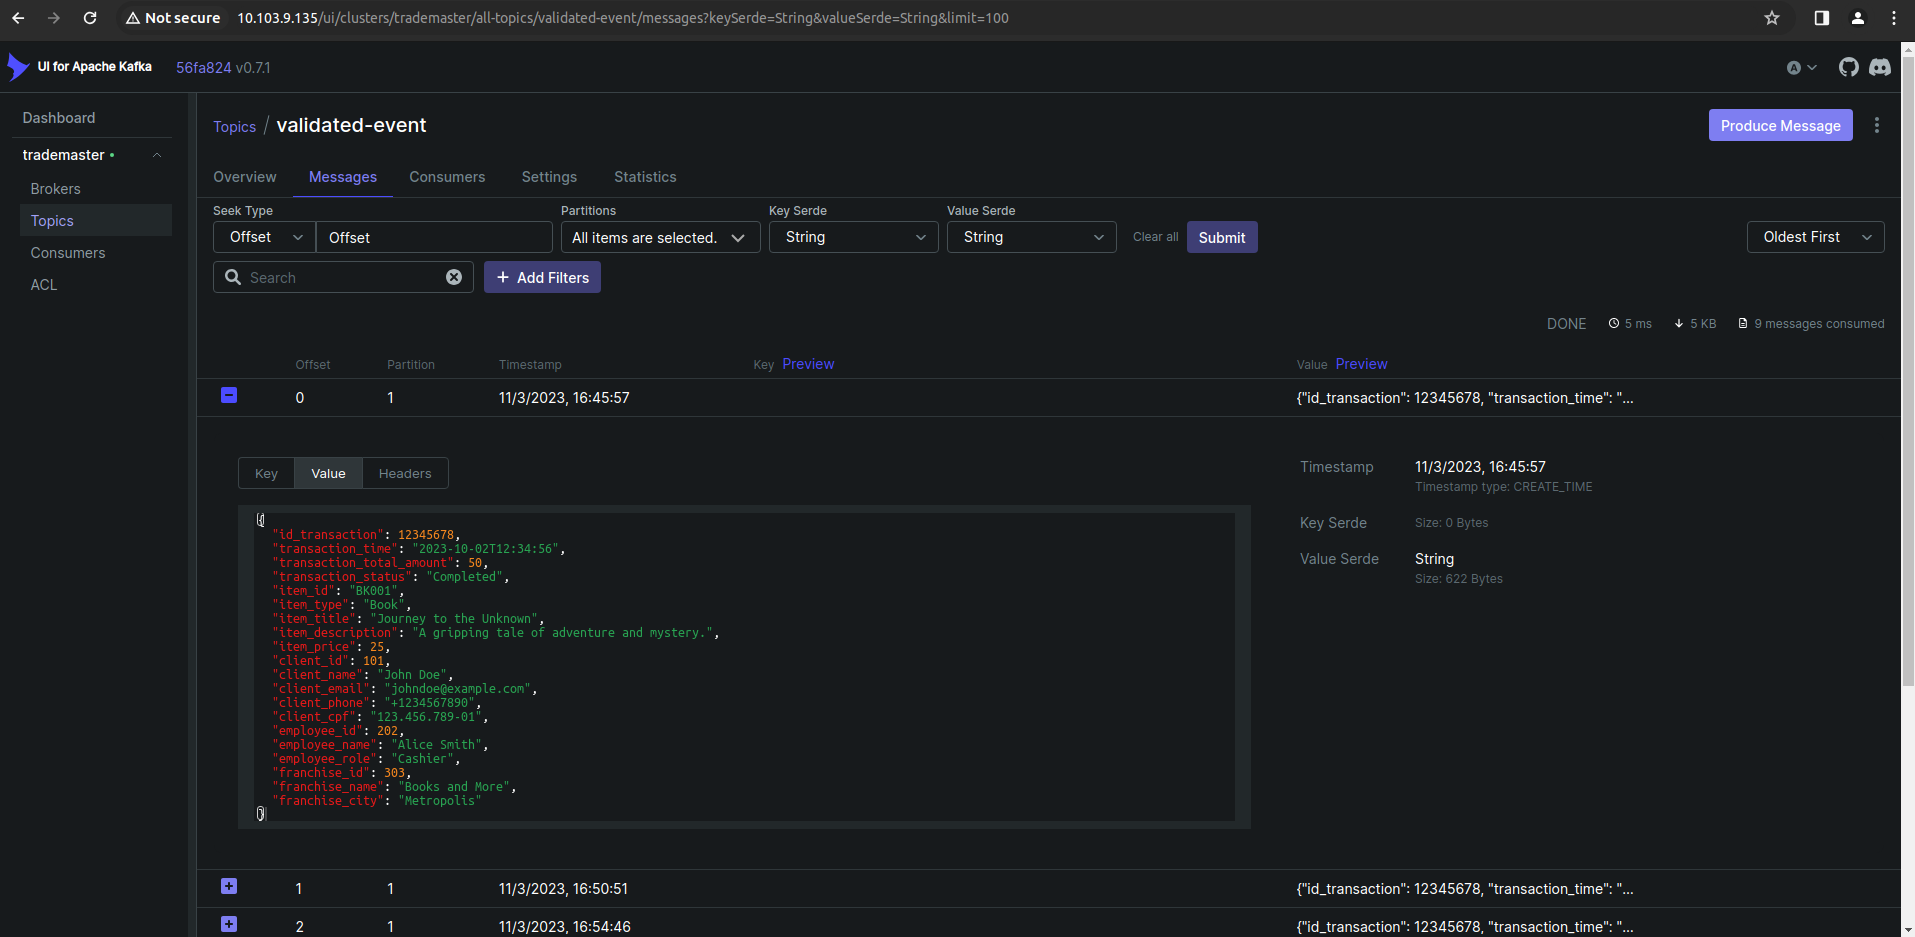 Not secure 10.103.9.135/ui/clusters/trademaster/all-topics/validated-event/messages?keySerde=String&valueSerde=String&limit=100
UI for Apache Kafka 56fa824 v0.7.1 A
Dashboard
trademaster
Brokers
Topics
Consumers
ACL
Topics / validated-event Produce Message
Overview Messages Consumers Settings Statistics
Seek Type Partitions Key Serde Value Serde
Offset Offset All items are selected. String String Clear all Submit Oldest First
Search + Add Filters
DONE 5 ms 5 KB 9 messages consumed
Offset Partition Timestamp Key Preview Value Preview
0 1 11/3/2023, 16:45:57 {"id_transaction": 12345678, "transaction_time": "...
Key Value Headers
{
"id_transaction": 12345678,
"transaction_time": "2023-10-02T12:34:56",
"transaction_total_amount": 50,
"transaction_status": "Completed",
"item_id": "BK001",
"item_type": "Book",
"item_title": "Journey to the Unknown",
"item_description": "A gripping tale of adventure and mystery.",
"item_price": 25,
"client_id": 101,
"client_name": "John Doe",
"client_email": "johndoe@example.com",
"client_phone": "+1234567890",
"client_cpf": "123.456.789-01",
"employee_id": 202,
"employee_name": "Alice Smith",
"employee_role": "Cashier",
"franchise_id": 303,
"franchise_name": "Books and More",
"franchise_city": "Metropolis"
}
Timestamp 11/3/2023, 16:45:57
Timestamp type: CREATE_TIME
Key Serde Size: 0 Bytes
Value Serde String
Size: 622 Bytes
1 1 11/3/2023, 16:50:51 {"id_transaction": 12345678, "transaction_time": "...
2 1 11/3/2023, 16:54:46 {"id_transaction": 12345678, "transaction_time": "...